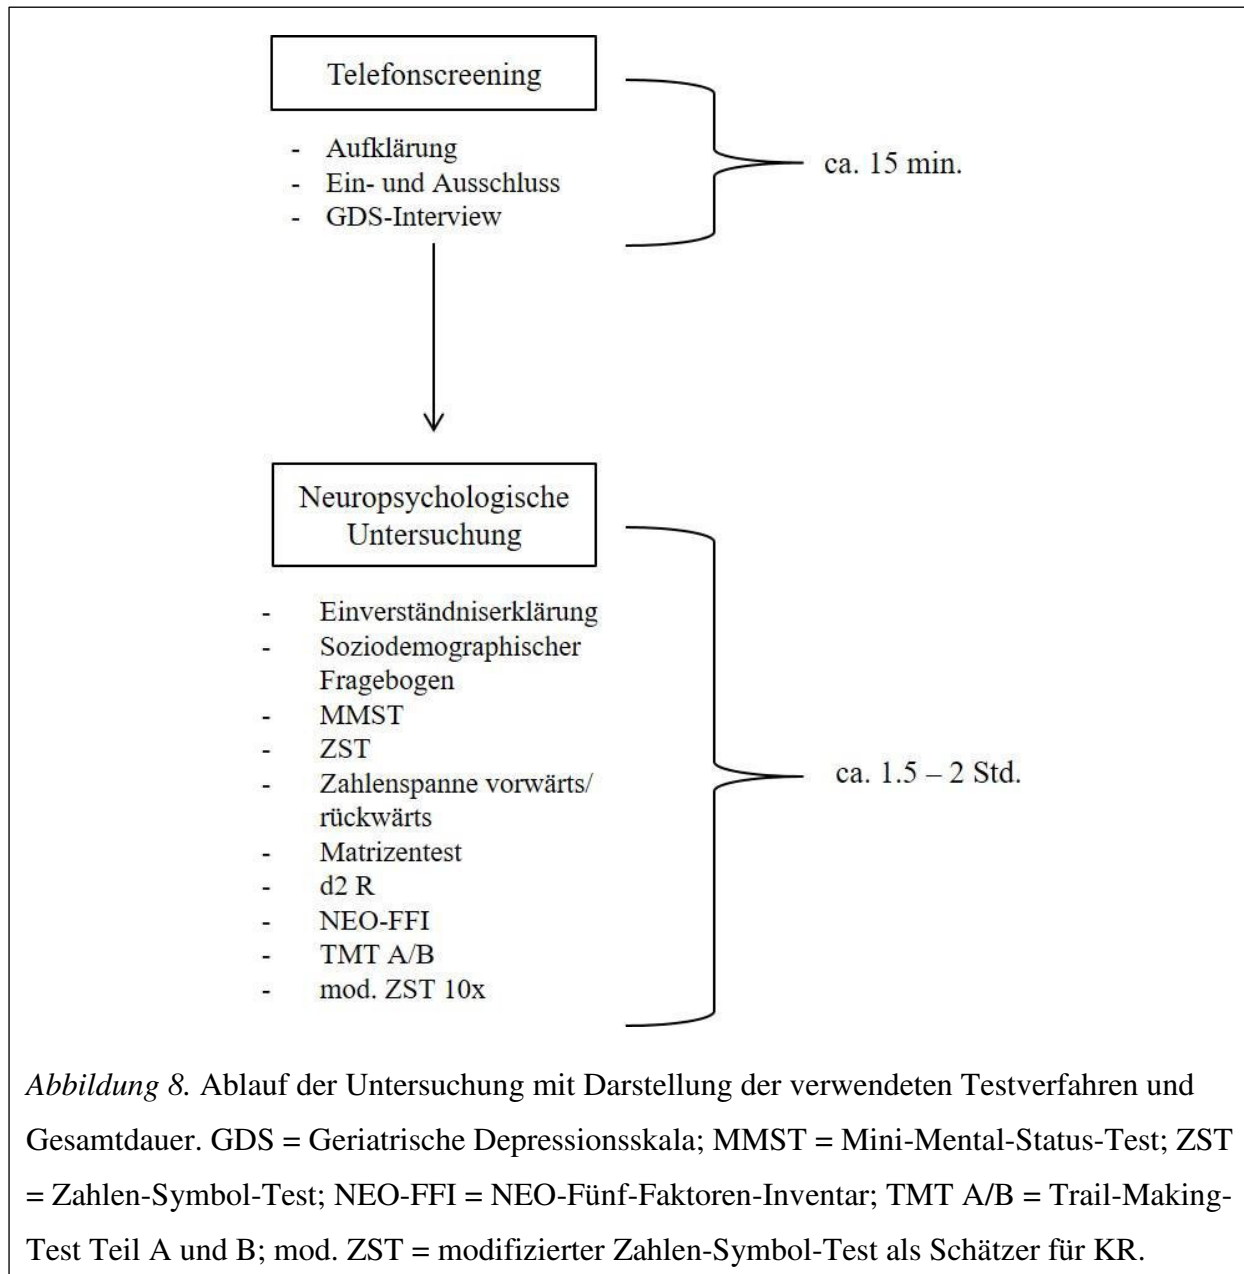 Telefonscreening
- Aufklärung
- Ein- und Ausschluss
- GDS-Interview
ca. 15 min.
Neuropsychologische
Untersuchung
- Einverständniserklärung
- Soziodemographischer
Fragebogen
- MMST
- ZST
- Zahlenspanne vorwärts/
rückwärts
- Matrizentest
- d2 R
- NEO-FFI
- TMT A/B
- mod. ZST 10x
ca. 1.5 – 2 Std.
Abbildung 8. Ablauf der Untersuchung mit Darstellung der verwendeten Testverfahren und
Gesamtdauer. GDS = Geriatrische Depressionsskala; MMST = Mini-Mental-Status-Test; ZST
= Zahlen-Symbol-Test; NEO-FFI = NEO-Fünf-Faktoren-Inventar; TMT A/B = Trail-Making-
Test Teil A und B; mod. ZST = modifizierter Zahlen-Symbol-Test als Schätzer für KR.